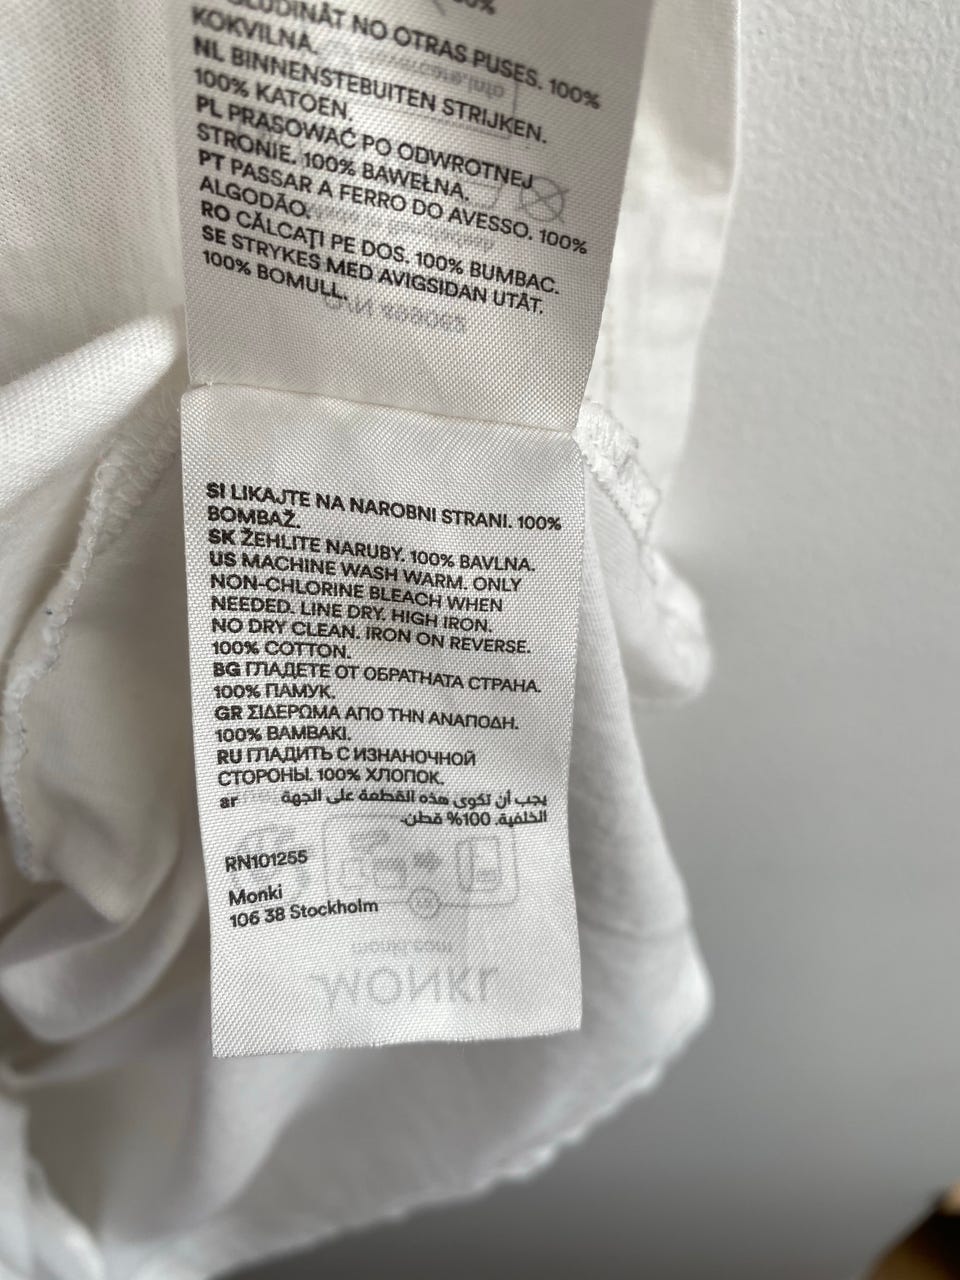 NO OTRAS PUSES. 100%
KOKVILNA.
NL BINNENSTEBUITEN STRIJKEN.
100% KATOEN.
PL PRASOWAĆ PO ODWROTNEJ
STRONIE. 100% BAWEŁNA.
PT PASSAR A FERRO DO AVESSO. 100%
ALGODÃO.
RO CĂLCAȚI PE DOS. 100% BUMBAC.
SE STRYKES MED AVIGSIDAN UTÅT.
100% BOMULL.
SI LIKAJTE NA NAROBNI STRANI. 100%
BOMBAŽ.
SK ŽEHLITE NARUBY. 100% BAVLNA.
US MACHINE WASH WARM. ONLY
NON-CHLORINE BLEACH WHEN
NEEDED. LINE DRY. HIGH IRON.
NO DRY CLEAN. IRON ON REVERSE.
100% COTTON.
BG ГЛАДЕТЕ ОТ ОБРАТНАТА СТРАНА.
100% ПАМУК.
GR ΣΙΔΕΡΩΜΑ ΑΠΟ ΤΗΝ ΑΝΑΠΟΔΗ.
100% ΒΑΜΒΑΚΙ.
RU ГЛАДИТЬ С ИЗНАНОЧНОЙ
СТОРОНЫ. 100% ХЛОПОК.
ar يجب أن تكوى هذه القطعة على الجهة
الخلفية. 100% قطن.
RN101255
Monki
106 38 Stockholm
monki.com
MONKI